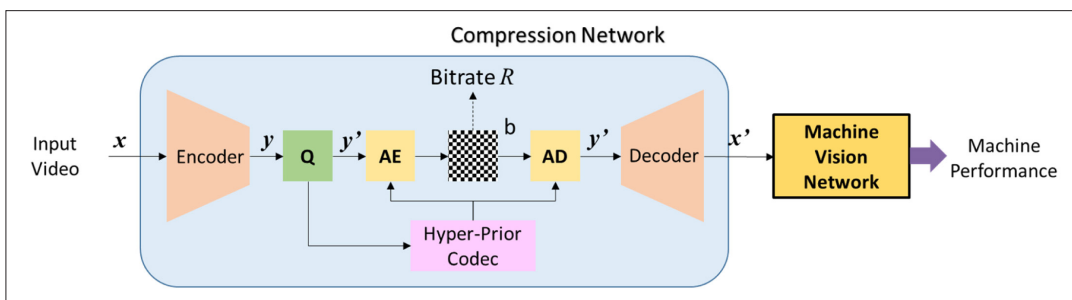 Compression Network
Bitrate R
Input
Video
x
Encoder
y
Q
y’
AE
b
AD
y’
Decoder
x’
Machine
Vision
Network
Machine
Performance
Hyper-Prior
Codec